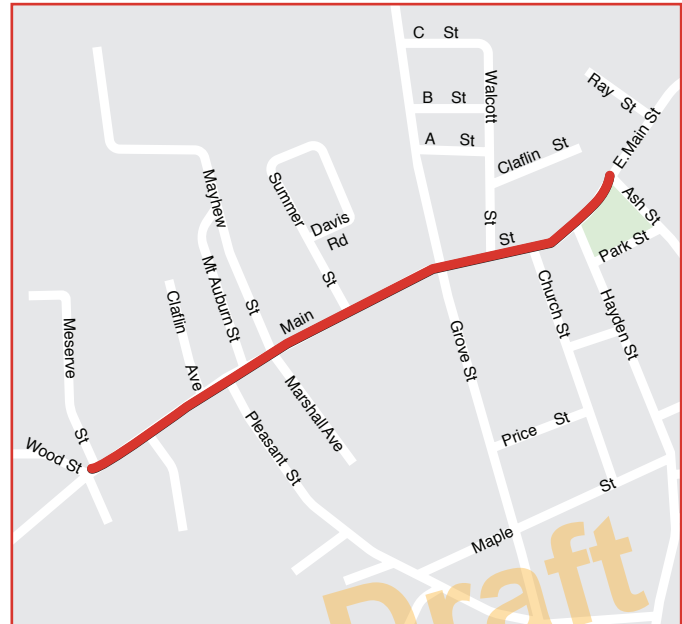 C St
Walcott St
B St
A St
Ray St
E.Main St
Claflin St
Ash St
Park St
Mayhew St
Summer St
Davis Rd
Mt Auburn St
Claflin Ave
Main St
Church St
Hayden St
Meserve St
Grove St
Marshall Ave
Pleasant St
Price St
Wood St
Maple St
Draft